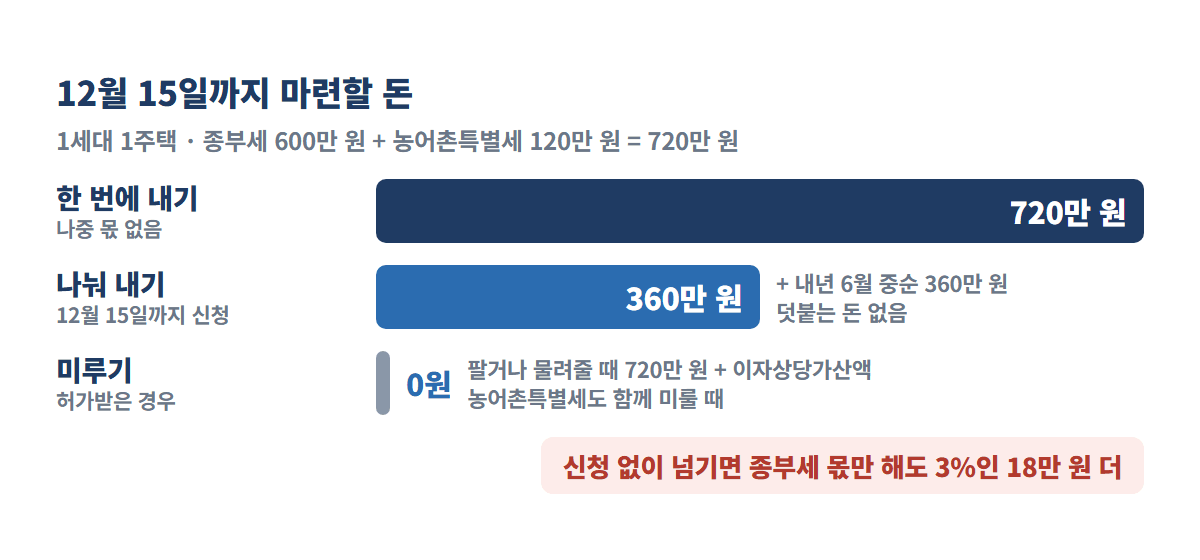 12월 15일까지 마련할 돈
1세대 1주택 · 종부세 600만 원 + 농어촌특별세 120만 원 = 720만 원
한 번에 내기
나중 몫 없음
720만 원
나눠 내기
12월 15일까지 신청
360만 원
+ 내년 6월 중순 360만 원
덧붙는 돈 없음
미루기
허가받은 경우
0원
팔거나 물려줄 때 720만 원 + 이자상당가산액
농어촌특별세도 함께 미룰 때
신청 없이 넘기면 종부세 몫만 해도 3%인 18만 원 더